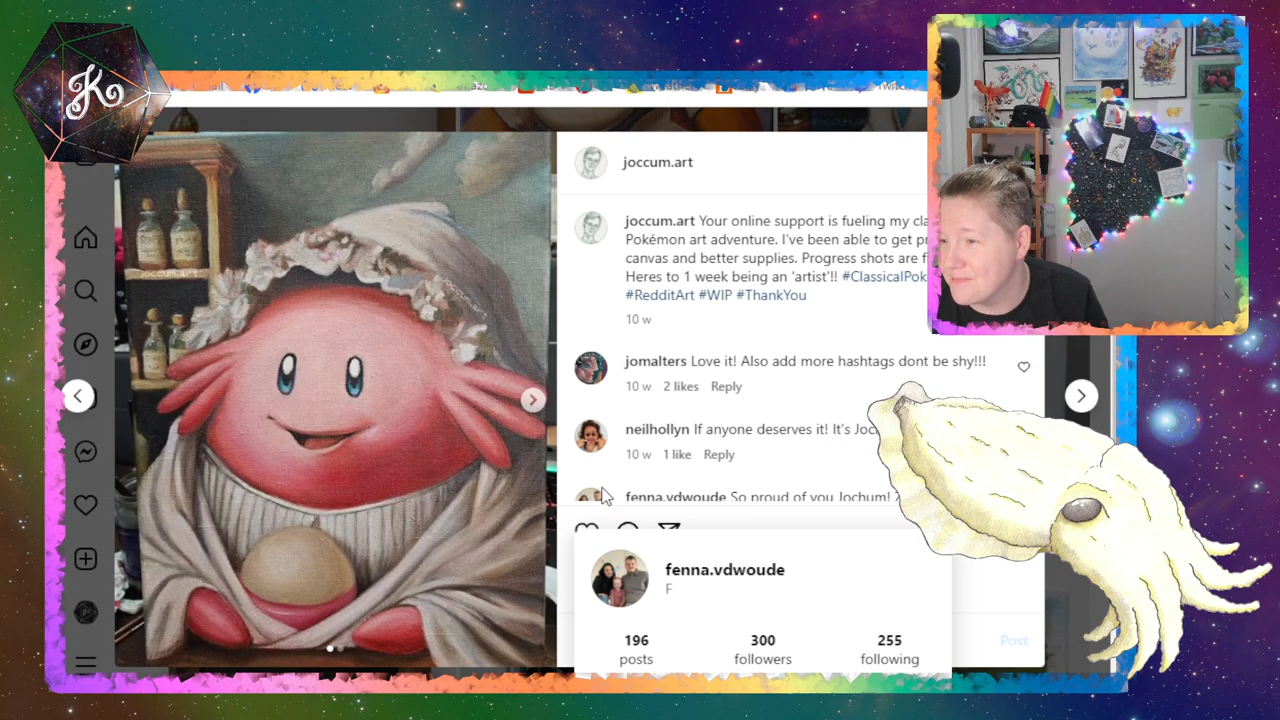 K
joccum.art
joccum.art Your online support is fueling my cla
Pokémon art adventure. I've been able to get pr
canvas and better supplies. Progress shots are f
Heres to 1 week being an 'artist'!! #ClassicalPok
#RedditArt #WIP #ThankYou
10 w
joccum.art
jomalters Love it! Also add more hashtags dont be shy!!!
10 w 2 likes Reply
neilhollyn If anyone deserves it! It's Joc
10 w 1 like Reply
fenna.vdwoude So proud of you Jochum!
fenna.vdwoude
F
196 300 255
posts followers following
Post